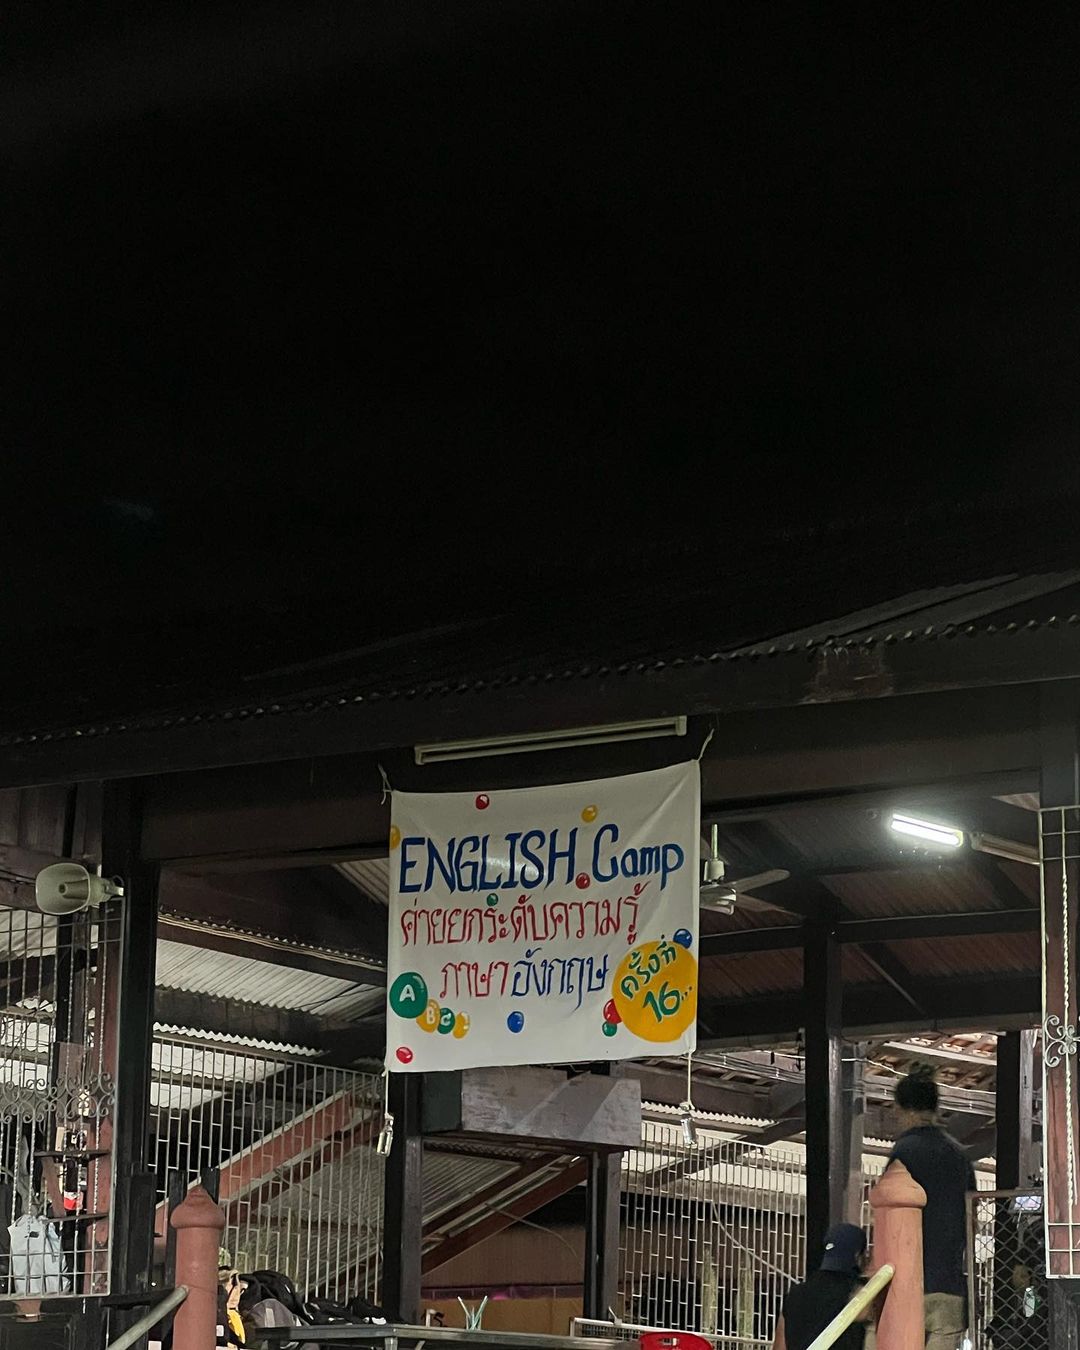 ENGLISH Camp
ค่ายยกระดับความรู้
ภาษาอังกฤษ
ครั้งที่
16...
A
B C